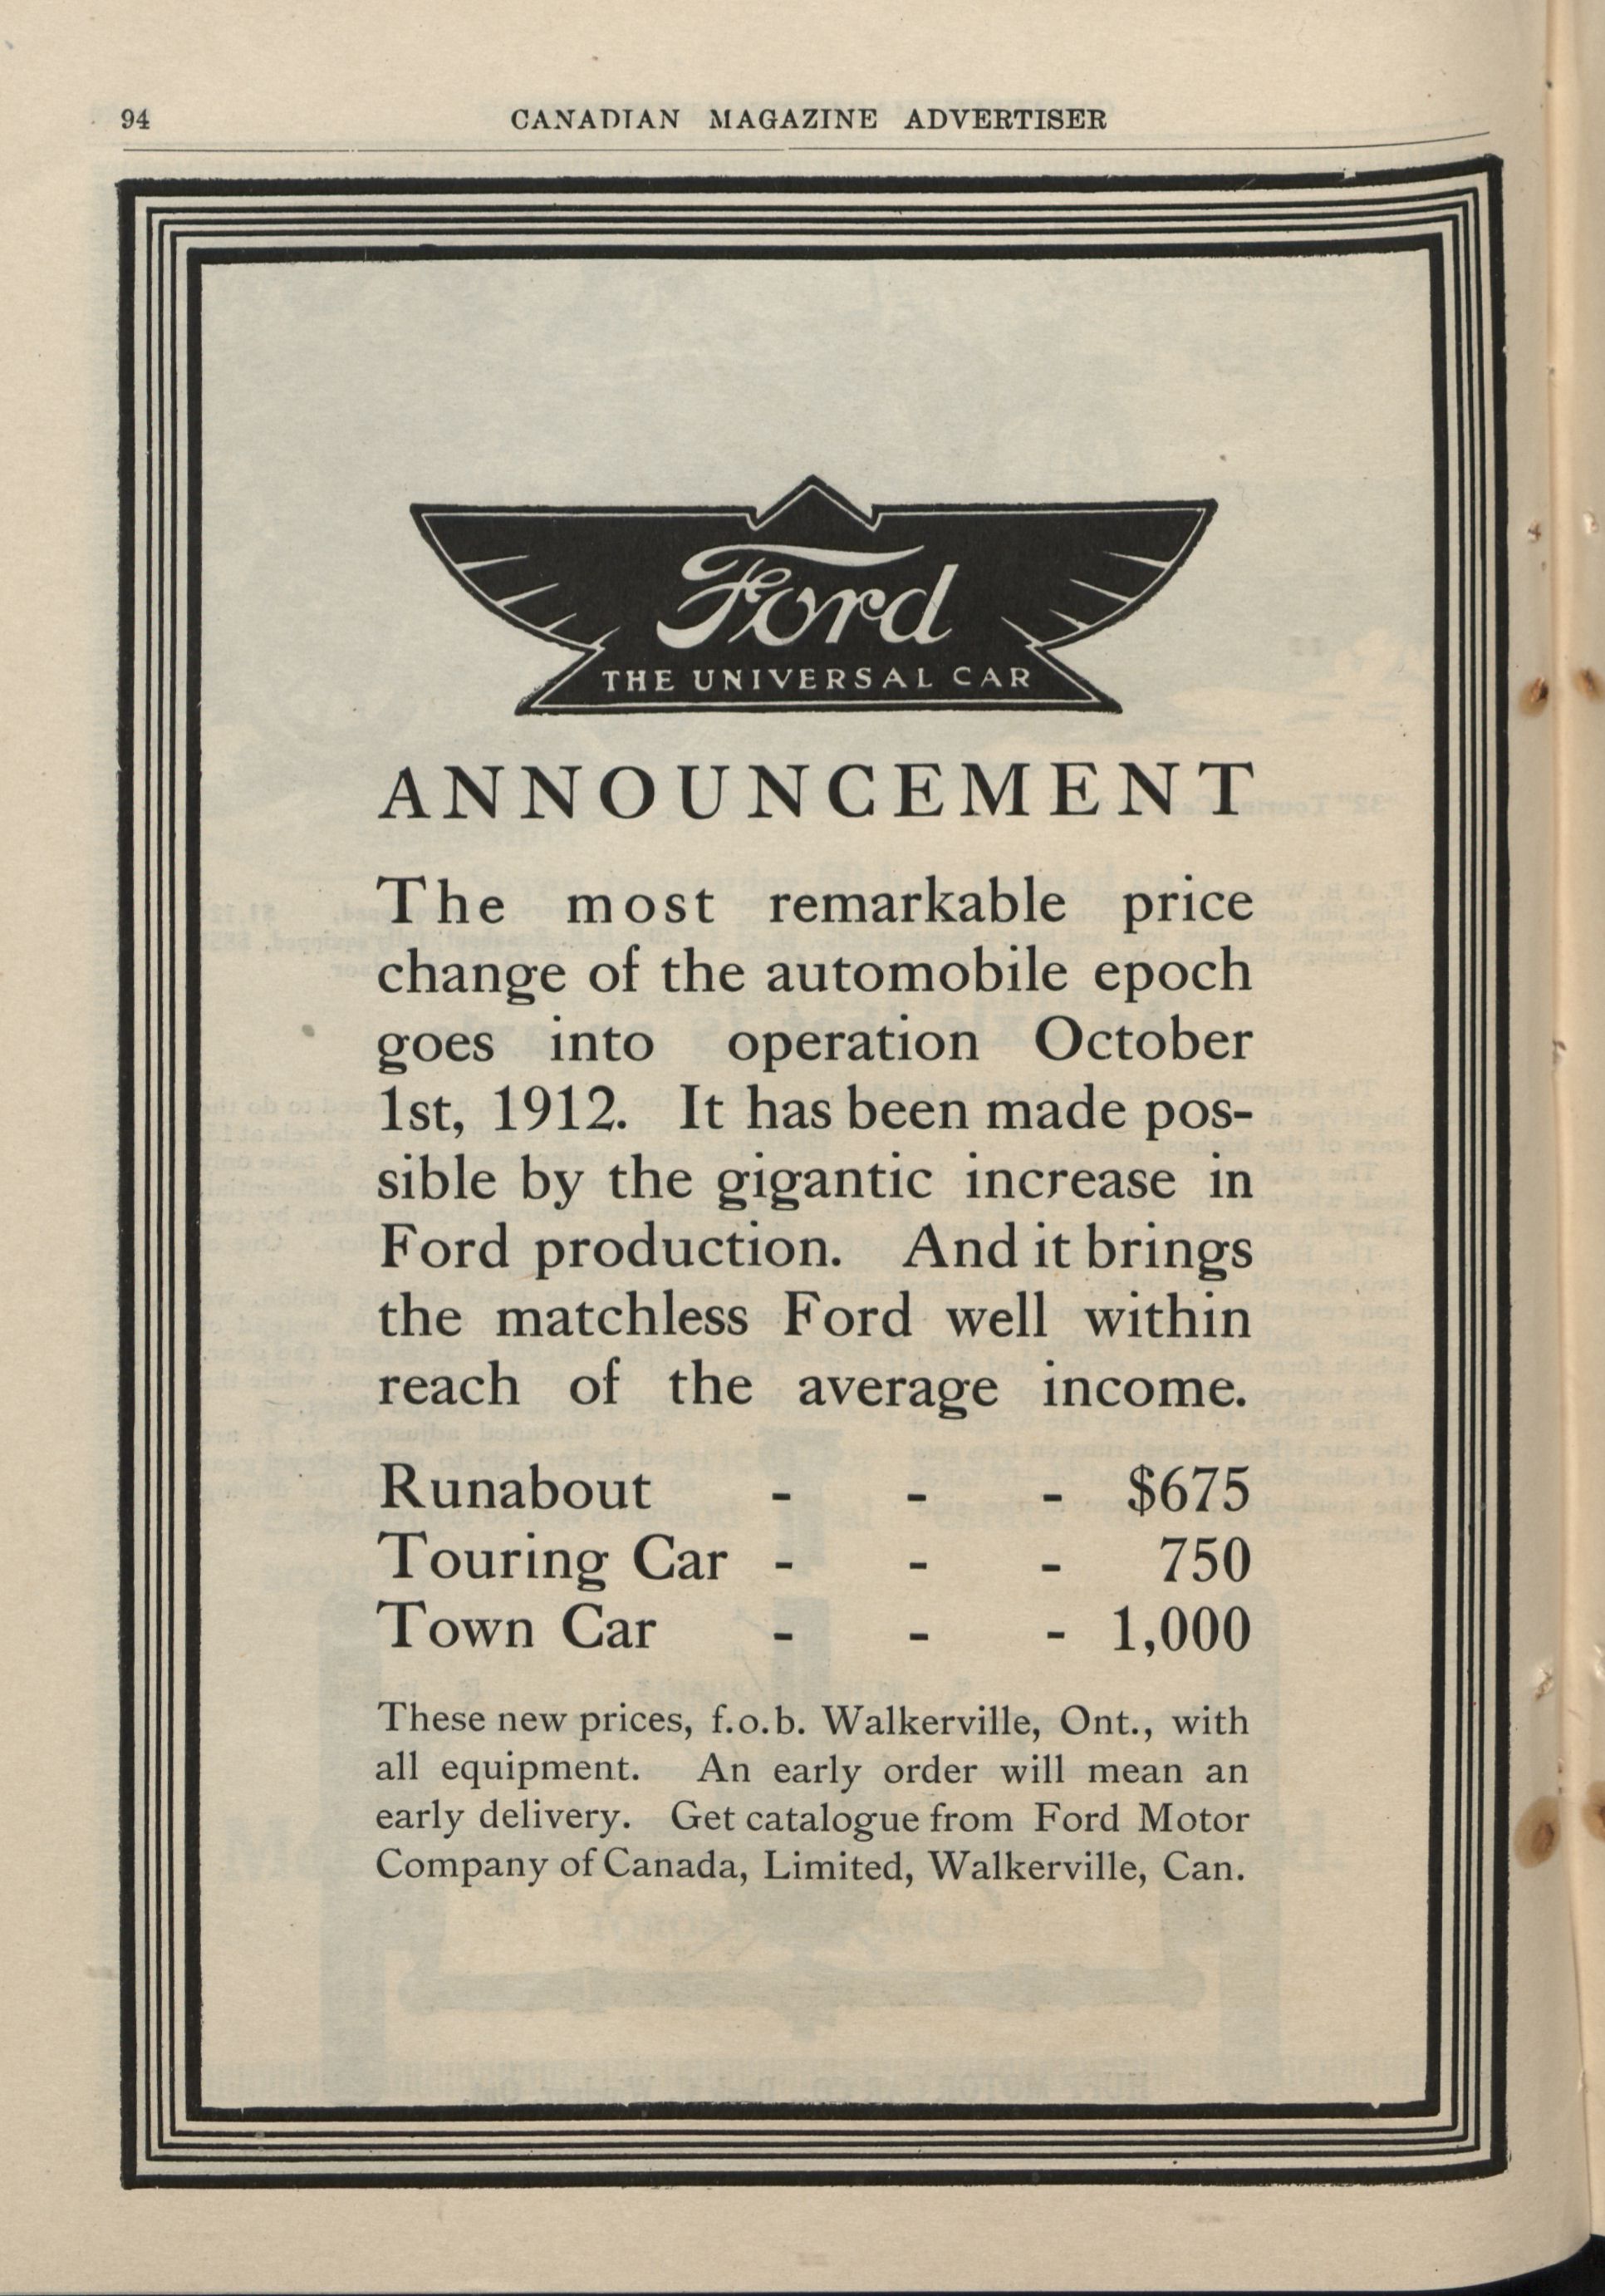 94
CANADIAN MAGAZINE ADVERTISER
Ford
THE UNIVERSAL CAR
ANNOUNCEMENT
The most remarkable price
change of the automobile epoch
goes into operation October
1st, 1912. It has been made pos-
sible by the gigantic increase in
Ford production. And it brings
the matchless Ford well within
reach of the average income.
Runabout - - - $675
Touring Car - - - 750
Town Car - - - 1,000
These new prices, f.o.b. Walkerville, Ont., with
all equipment. An early order will mean an
early delivery. Get catalogue from Ford Motor
Company of Canada, Limited, Walkerville, Can.